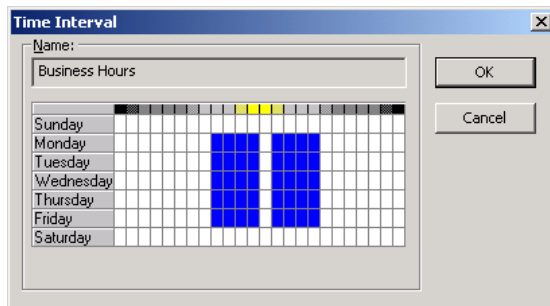 Time Interval
Name:
Business Hours
OK
Cancel
Sunday
Monday
Tuesday
Wednesday
Thursday
Friday
Saturday